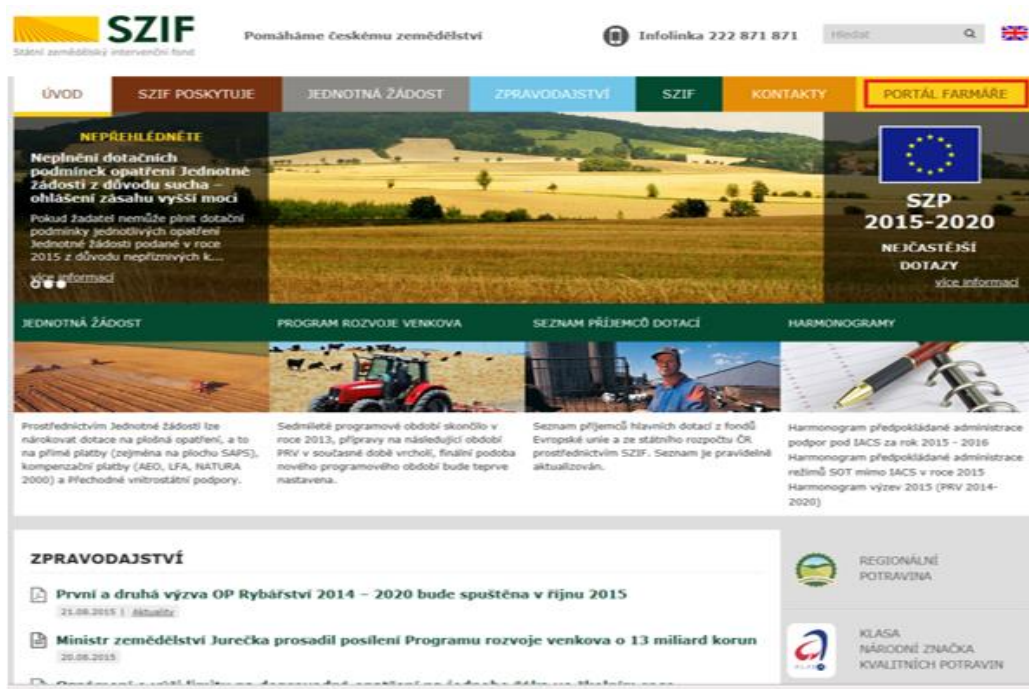 SZIF
Státní zemědělský intervenční fond
Pomáháme českému zemědělství
Infolinka 222 871 871
Hledat
ÚVOD
SZIF POSKYTUJE
JEDNOTNÁ ŽÁDOST
ZPRAVODAJSTVÍ
SZIF
KONTAKTY
PORTÁL FARMÁŘE
NEPŘEHLÉDNĚTE
Neplnění dotačních
podmínek opatření Jednotné
žádosti z důvodu sucha –
ohlášení zásahu vyšší moci
Pokud žadatel nemůže plnit dotační
podmínky jednotlivých opatření
Jednotné žádosti podané v roce
2015 z důvodu nepříznivých k...
více informací
SZP
2015-2020
NEJČASTĚJŠÍ
DOTAZY
více informací
JEDNOTNÁ ŽÁDOST
PROGRAM ROZVOJE VENKOVA
SEZNAM PŘÍJEMCŮ DOTACÍ
HARMONOGRAMY
Prostřednictvím Jednotné žádosti lze
nárokovat dotace na plošná opatření, a to
na přímé platby (zejména na plochu SAPS),
kompenzační platby (AEO, LFA, NATURA
2000) a Přechodné vnitrostátní podpory.
Sedmileté programové období skončilo v
roce 2013, přípravy na následující období
PRV v současné době vrcholí, finální podoba
nového programového období bude teprve
nastavena.
Seznam příjemců hlavních dotací z fondů
Evropské unie a ze státního rozpočtu ČR
prostřednictvím SZIF. Seznam je pravidelně
aktualizován.
Harmonogram předpokládané administrace
podpor pod IACS za rok 2015 - 2016
Harmonogram předpokládané administrace
režimů SOT mimo IACS v roce 2015
Harmonogram výzev 2015 (PRV 2014-
2020)
ZPRAVODAJSTVÍ
První a druhá výzva OP Rybářství 2014 – 2020 bude spuštěna v říjnu 2015
21.08.2015 | Aktuality
Ministr zemědělství Jurečka prosadil posílení Programu rozvoje venkova o 13 miliard korun
20.08.2015
REGIONÁLNÍ
POTRAVINA
KLASA
NÁRODNÍ ZNAČKA
KVALITNÍCH POTRAVIN